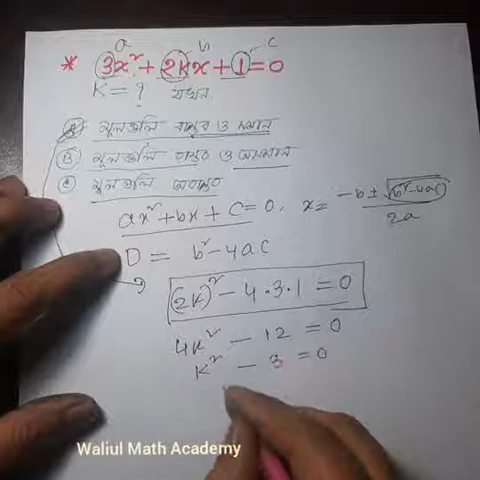 a b c
* 3x² + 2kx + 1 = 0
K = ? যখন,
A মূলগুলি বাস্তব ও সমান
B মূলগুলি বাস্তব ও অসমান
C মূলগুলি অবাস্তব
ax² + bx + c = 0, x = (-b ± √(b² - 4ac)) / 2a
D = b² - 4ac
(2k)² - 4·3·1 = 0
4k² - 12 = 0
k² - 3 = 0
Waliul Math Academy